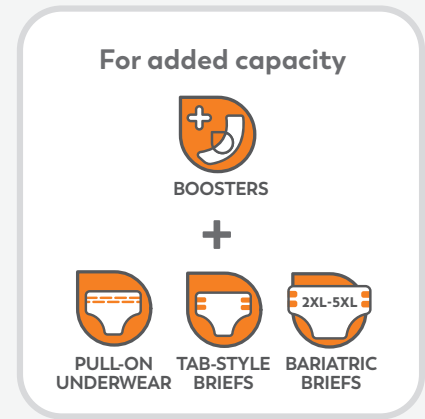 For added capacity
BOOSTERS
+
2XL-5XL
PULL-ON
UNDERWEAR
TAB-STYLE
BRIEFS
BARIATRIC
BRIEFS